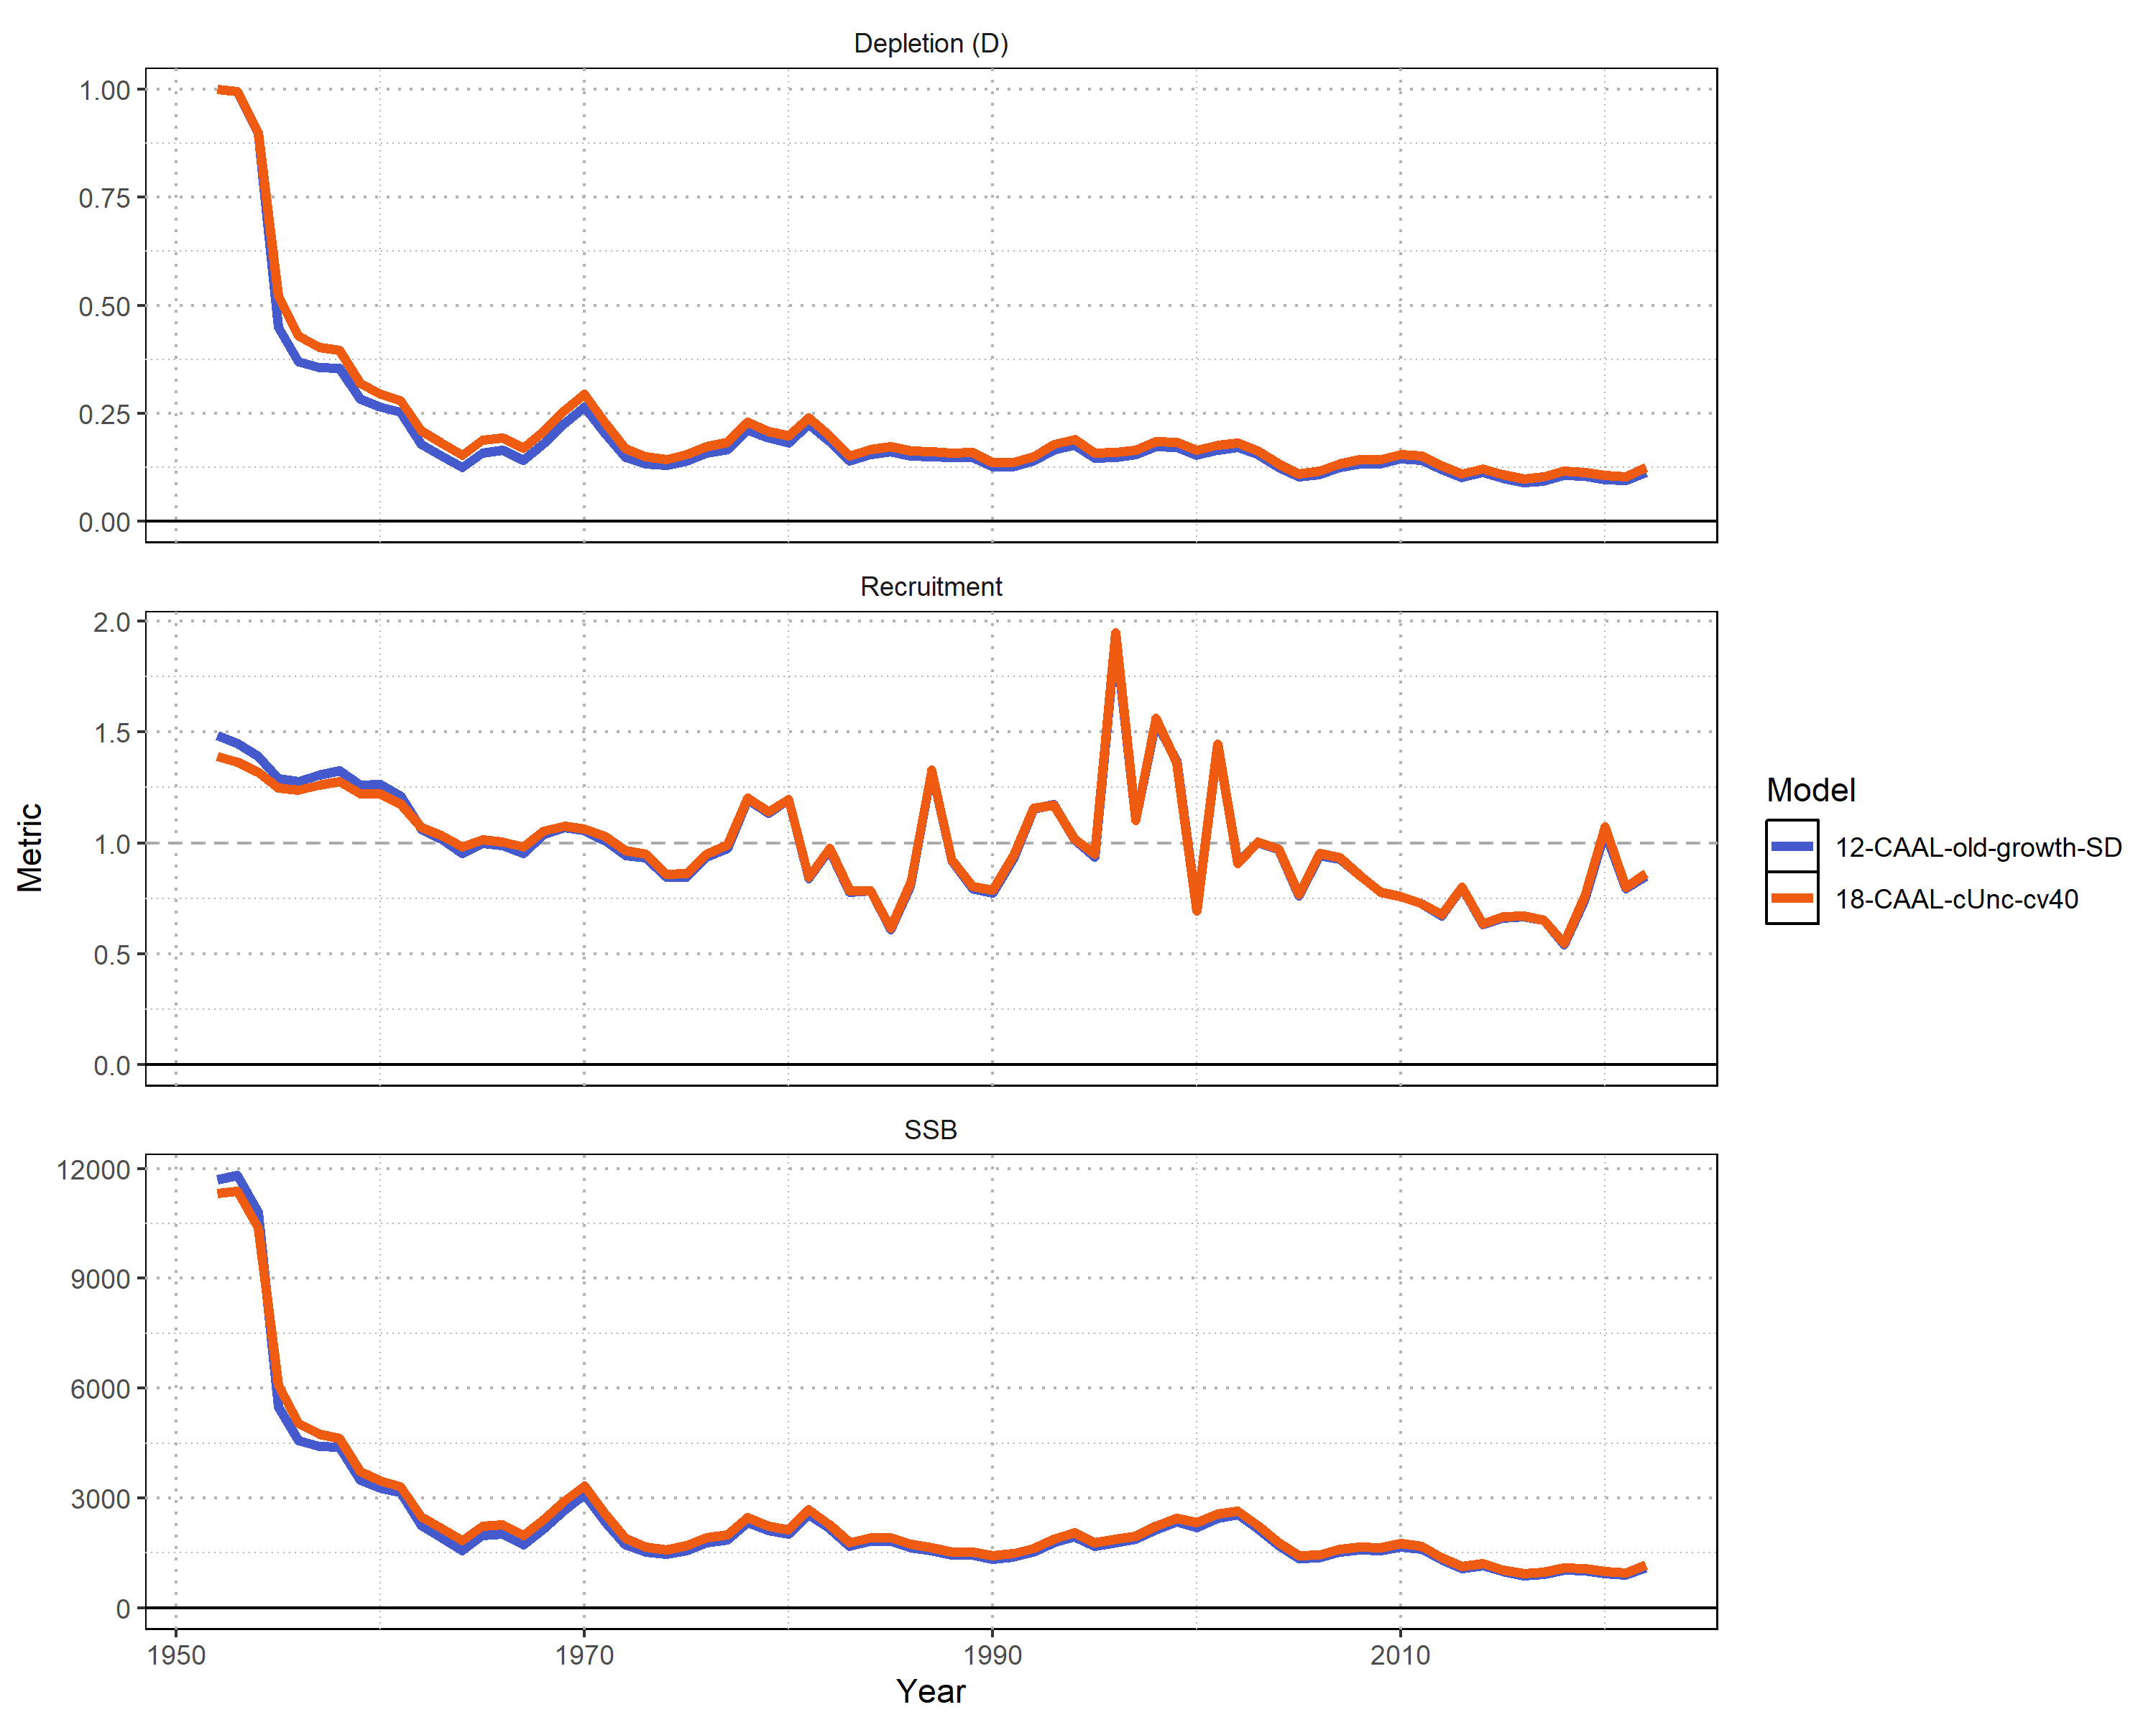 Depletion (D)
1.00
0.75
0.50
0.25
0.00
Recruitment
2.0
1.5
1.0
0.5
0.0
SSB
12000
9000
6000
3000
0
1950 1970 1990 2010
Year
Metric
Model
12-CAAL-old-growth-SD
18-CAAL-cUnc-cv40